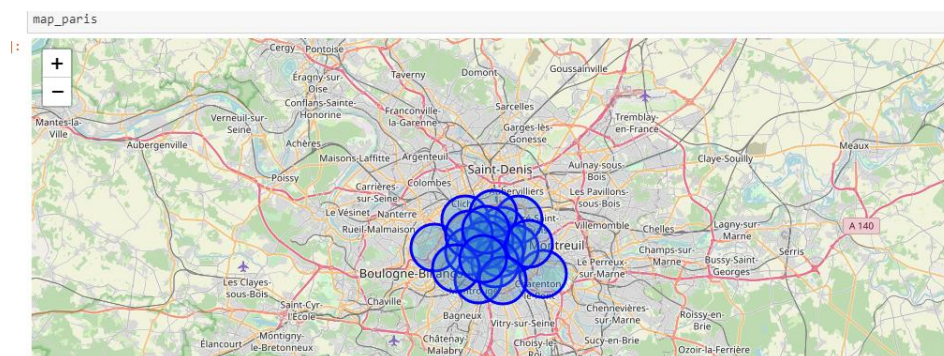 map_paris
+
−
Cergy
Pontoise
Taverny
Domont
Goussainville
Éragny-sur-
Oise
Conflans-Sainte-
Honorine
Franconville-
la-Garenne
Sarcelles
Mantes-la-
Ville
Verneuil-sur-
Seine
Garges-lès-
Gonesse
Tremblay-
en-France
Aubergenville
Achères
Maisons-Laffitte
Argenteuil
Saint-Denis
Aulnay-sous-
Bois
Claye-Souilly
Meaux
Poissy
Carrières-
sur-Seine
Colombes
Les Pavillons-
sous-Bois
Le Vésinet
Nanterre
Rueil-Malmaison
Villemomble
Chelles
Lagny-sur-
Marne
A 140
Montreuil
Boulogne-Bi
Le Perreux-
sur-Marne
Champs-sur-
Marne
Bussy-Saint-
Georges
Serris
Les Clayes-
sous-Bois
Charenton
Saint-Cyr-
l'École
Chaville
Bagneux
Vitry-sur-Seine
Chennevières-
sur-Marne
Roissy-en-
Brie
Élancourt
Montigny-
le-Bretonneux
Châtenay
Malabry
Choisy-le-
Roi
Sucy-en-Brie
Ozoir-la-Ferrière